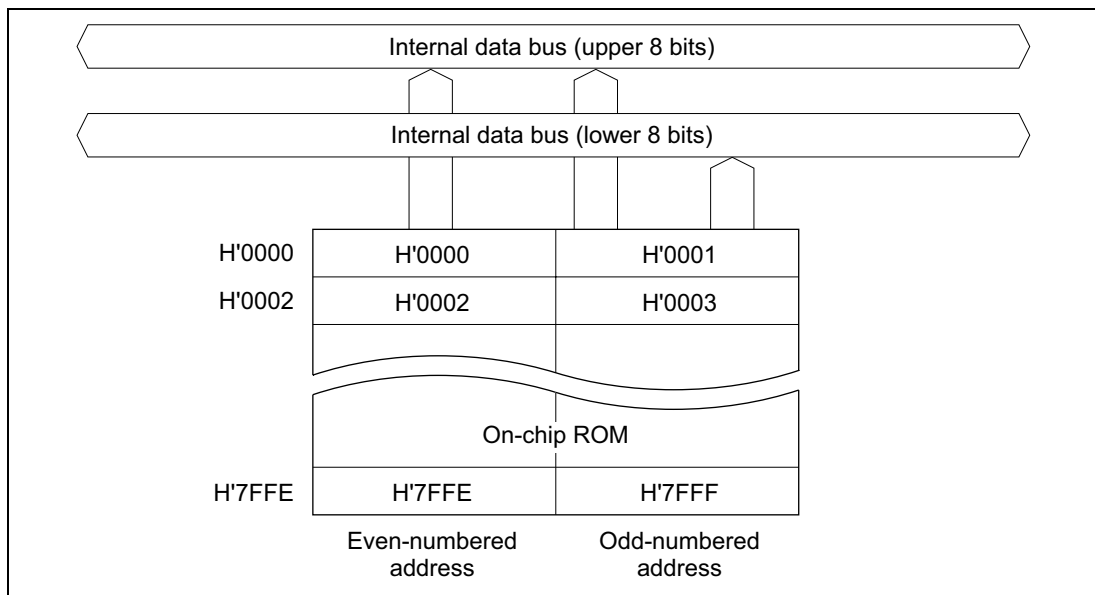 Internal data bus (upper 8 bits)
Internal data bus (lower 8 bits)
H'0000 H'0000 H'0001
H'0002 H'0002 H'0003
On-chip ROM
H'7FFE H'7FFE H'7FFF
Even-numbered address
Odd-numbered address